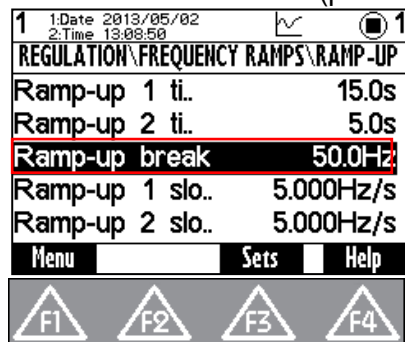 1 1:Date 2013/05/02 1
2:Time 13:08:50
REGULATION\FREQUENCY RAMPS\RAMP-UP
Ramp-up 1 ti.. 15.0s
Ramp-up 2 ti.. 5.0s
Ramp-up break 50.0Hz
Ramp-up 1 slo.. 5.000Hz/s
Ramp-up 2 slo.. 5.000Hz/s
Menu Sets Help
F1 F2 F3 F4